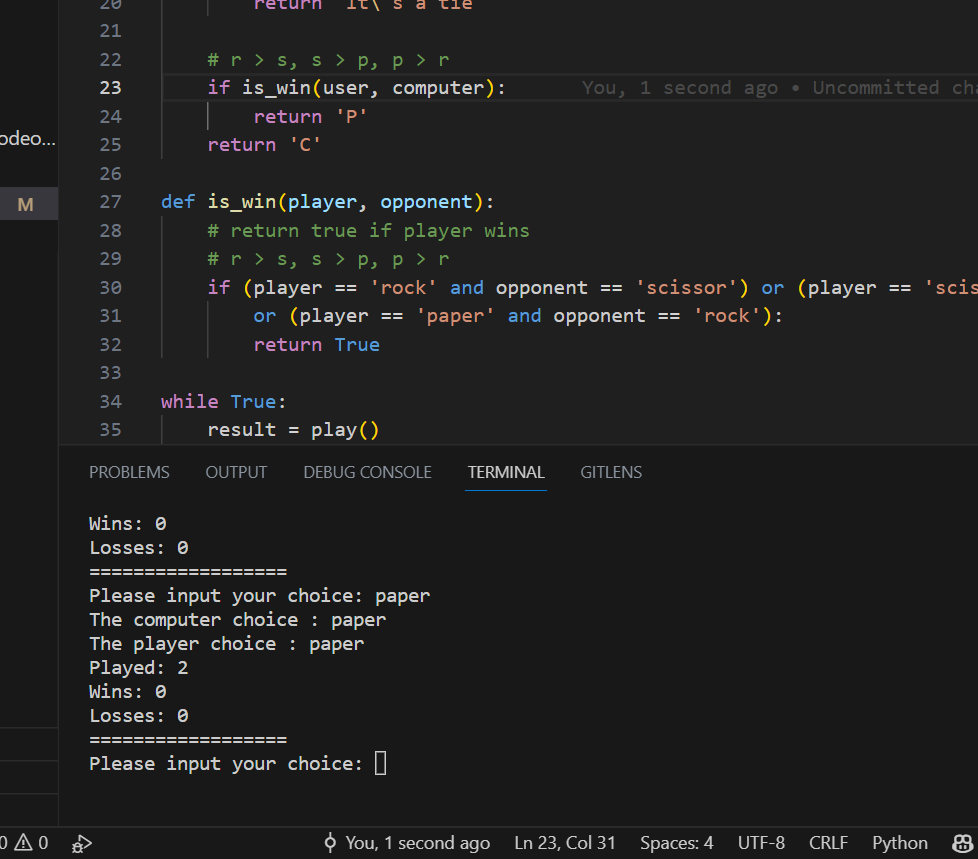 20 return 'It\'s a tie
21
22 # r > s, s > p, p > r
23 if is_win(user, computer): You, 1 second ago • Uncommitted cha
24 return 'P'
25 return 'C'
26
27 def is_win(player, opponent):
28 # return true if player wins
29 # r > s, s > p, p > r
30 if (player == 'rock' and opponent == 'scissor') or (player == 'scis
31 or (player == 'paper' and opponent == 'rock'):
32 return True
33
34 while True:
35 result = play()
odeo...
M
PROBLEMS OUTPUT DEBUG CONSOLE TERMINAL GITLENS
Wins: 0
Losses: 0
==================
Please input your choice: paper
The computer choice : paper
The player choice : paper
Played: 2
Wins: 0
Losses: 0
==================
Please input your choice:
0 0 You, 1 second ago Ln 23, Col 31 Spaces: 4 UTF-8 CRLF Python